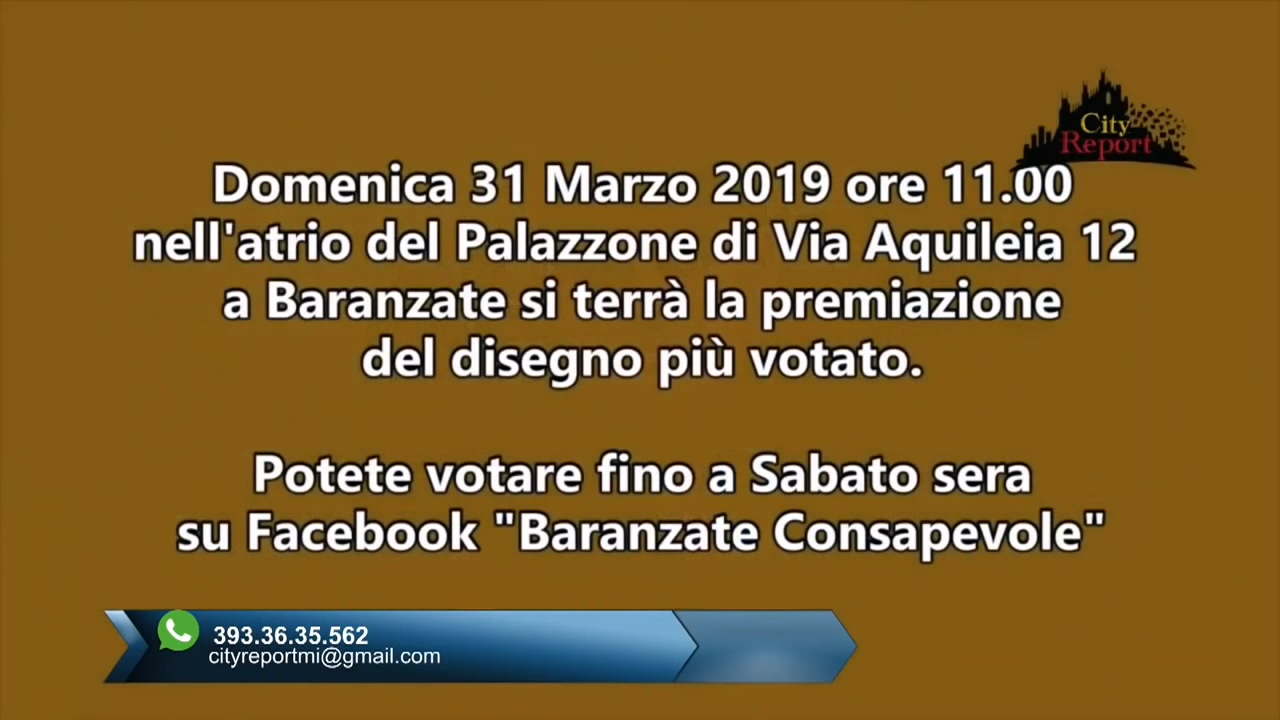 City
Report
Domenica 31 Marzo 2019 ore 11.00
nell'atrio del Palazzone di Via Aquileia 12
a Baranzate si terrà la premiazione
del disegno più votato.
Potete votare fino a Sabato sera
su Facebook "Baranzate Consapevole"
393.36.35.562
cityreportmi@gmail.com